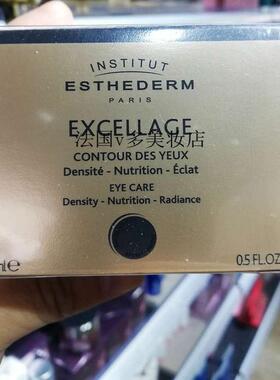 INSTITUT
ESTHEDERM
PARIS
EXCELLAGE
法国v多美妆店
CONTOUR DES YEUX
Densité - Nutrition - Éclat
EYE CARE
Density - Nutrition - Radiance
ml℮ 0.5 FL.OZ